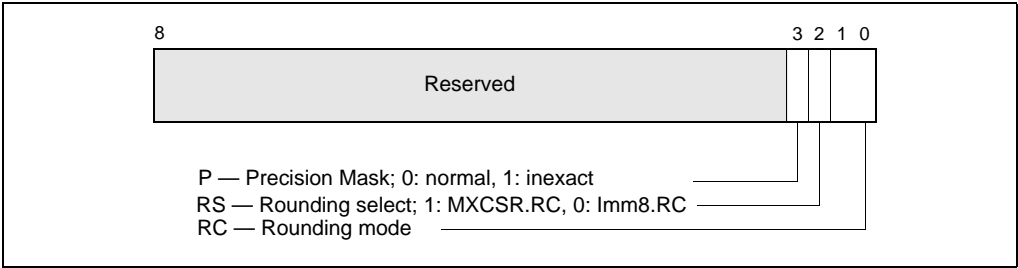 8 3 2 1 0
Reserved
P — Precision Mask; 0: normal, 1: inexact
RS — Rounding select; 1: MXCSR.RC, 0: Imm8.RC
RC — Rounding mode